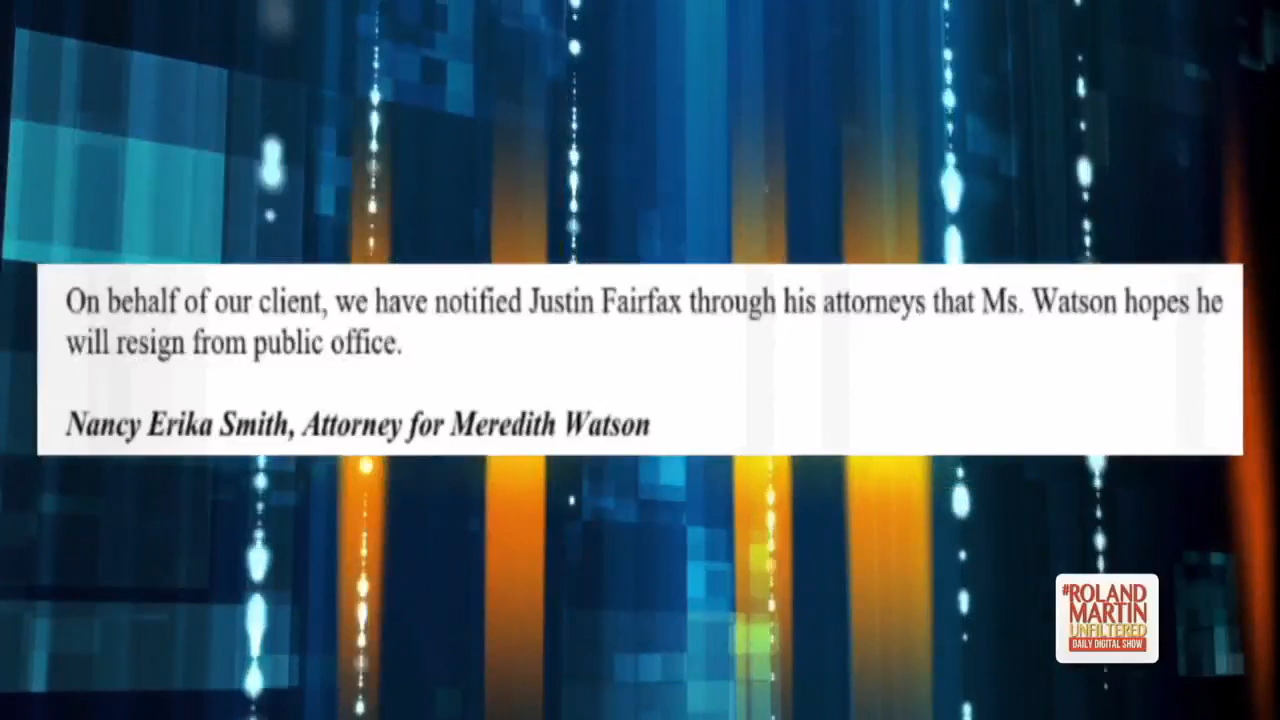 On behalf of our client, we have notified Justin Fairfax through his attorneys that Ms. Watson hopes he
will resign from public office.
Nancy Erika Smith, Attorney for Meredith Watson
#ROLAND
MARTIN
UNFILTERED
DAILY DIGITAL SHOW